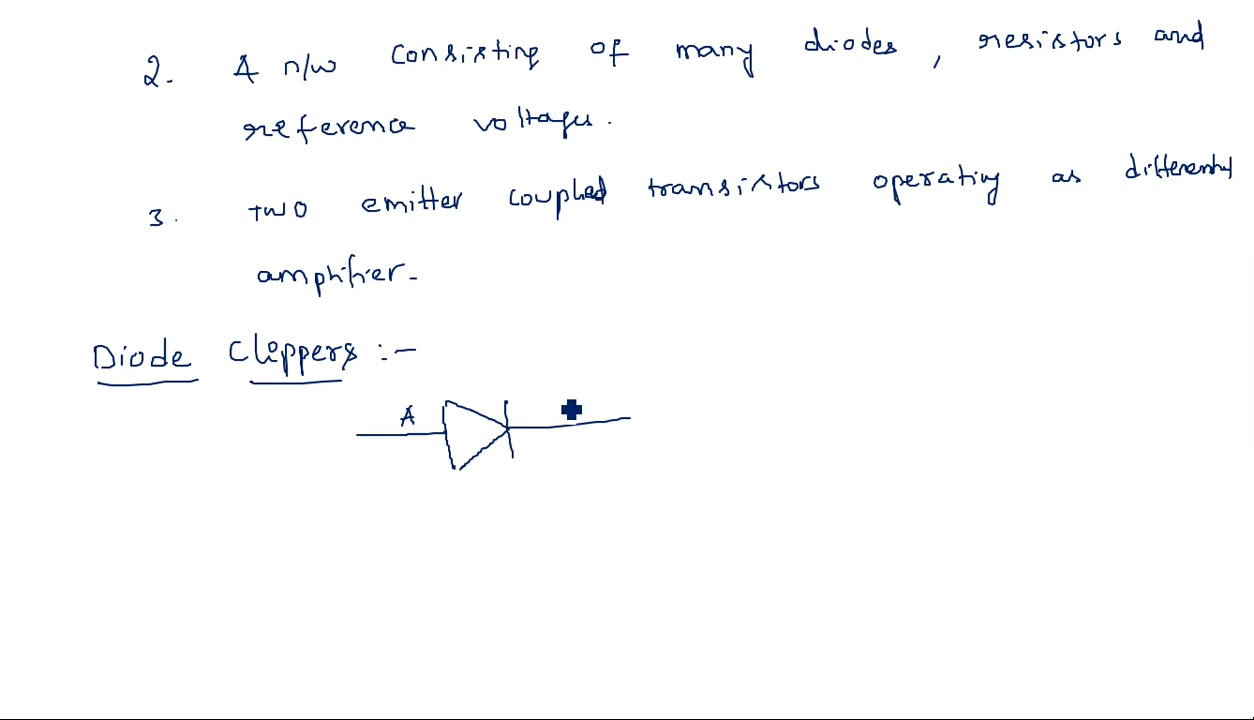 2. A n/w consisting of many diodes, resistors and
reference voltages.
3. Two emitter coupled transistors operating as differential
amplifier.
Diode Clippers :-
A